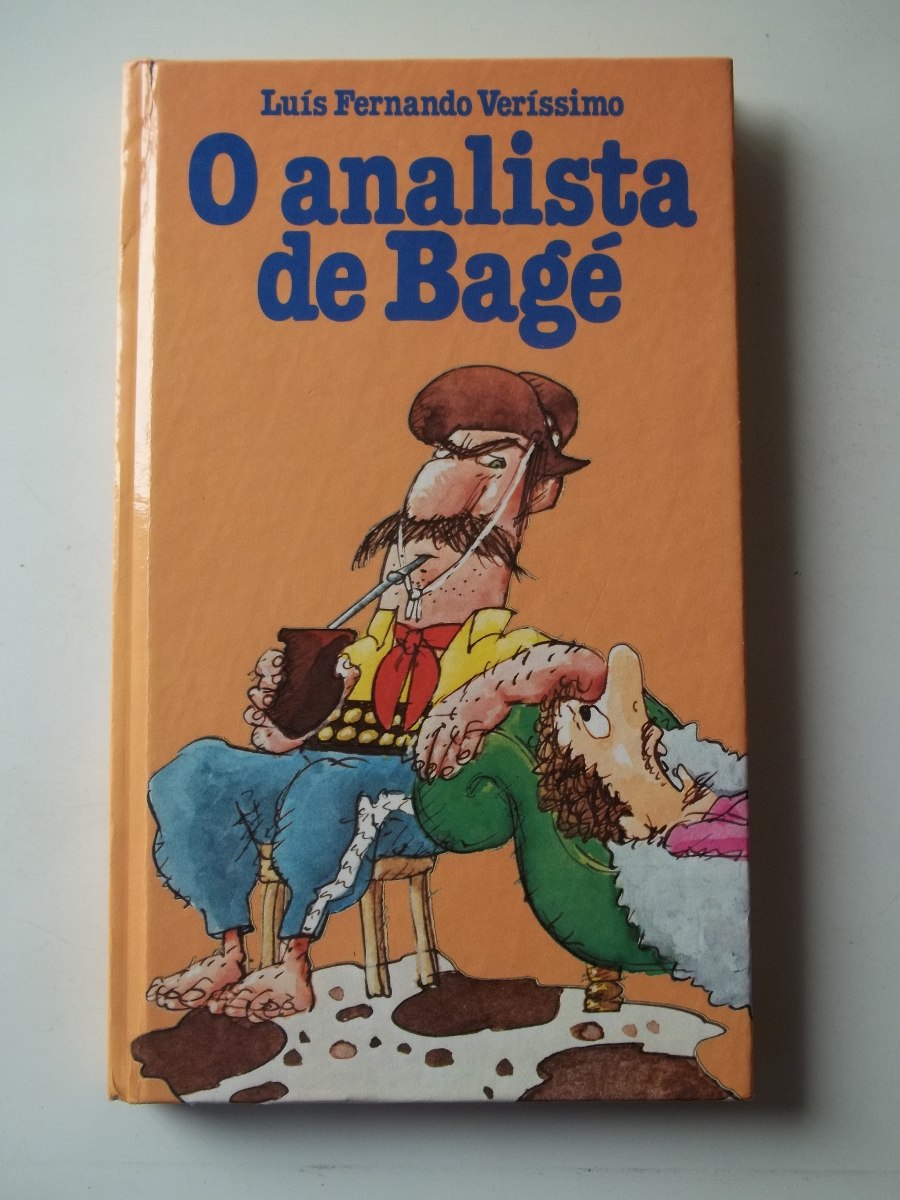 Luís Fernando Veríssimo
O analista
de Bagé